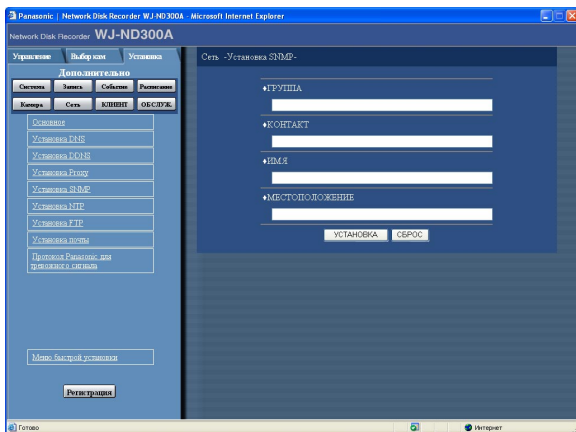 Panasonic | Network Disk Recorder WJ-ND300A - Microsoft Internet Explorer
Network Disk Recorder WJ-ND300A
Управление Выбор кам Установка
Дополнительно
Система Запись Событие Расписание
Камера Сеть КЛИЕНТ ОБСЛУЖ.
Основное
Установка DNS
Установка DDNS
Установка Proxy
Установка SNMP
Установка NTP
Установка FTP
Установка почты
Протокол Panasonic для
тревожного сигнала
Меню быстрой установки
Регистрация
Сеть -Установка SNMP-
♦ГРУППА
♦КОНТАКТ
♦ИМЯ
♦МЕСТОПОЛОЖЕНИЕ
УСТАНОВКА СБРОС
Готово
Интернет